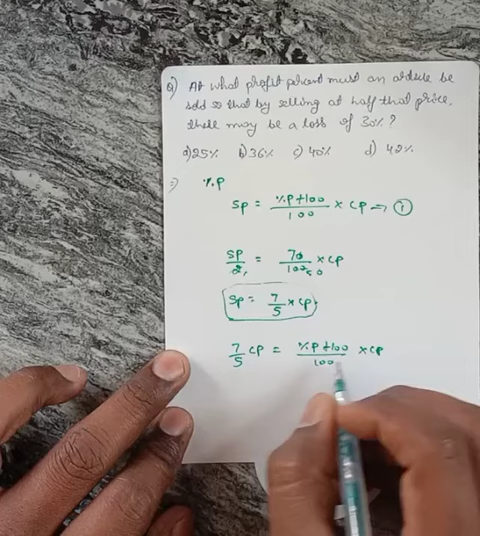 Q) At what profit percent must an article be
sold so that by selling at half that price,
there may be a loss of 30%?
a) 25% b) 36% c) 40% d) 42%
=) %P
SP = %P+100/100 × CP → ①
SP/2 = 70/100 50 × CP
SP = 7/5 × CP
7/5 CP = %P+100/100 × CP